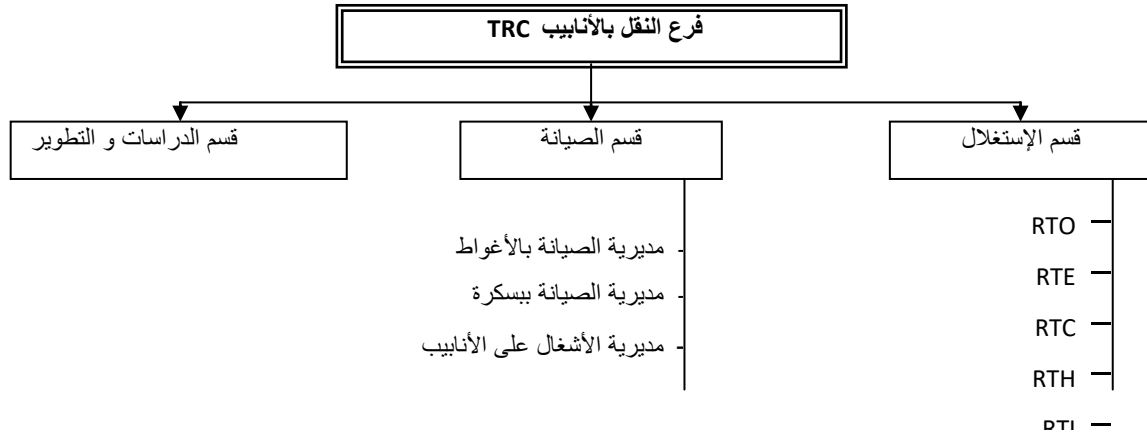 فرع النقل بالأنابيب TRC
قسم الإستغلال
قسم الصيانة
قسم الدراسات و التطوير
RTO
RTE
RTC
RTH
مديرية الصيانة بالأغواط
مديرية الصيانة ببسكرة
مديرية الأشغال على الأنابيب